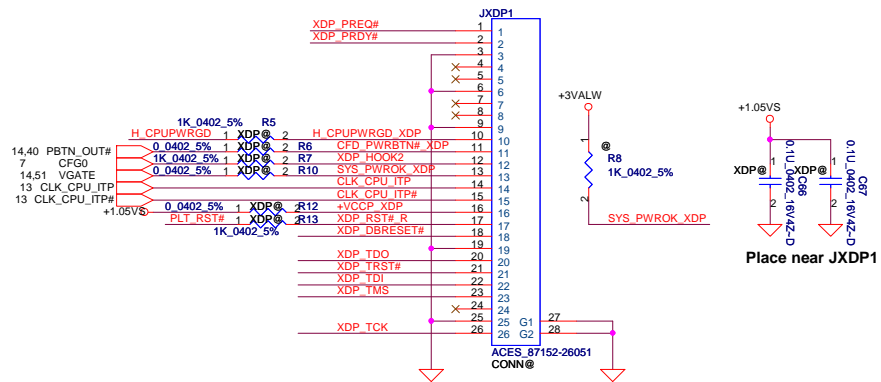 JXDP1
XDP_PREQ# 1 1
XDP_PRDY# 2 2
3 3
4 4
5 5
6 6
7 7
8 8
9 9
1K_0402_5% R5
H_CPUPWRGD 1 XDP@ 2 H_CPUPWRGD_XDP 10 10
14,40 PBTN_OUT# 0_0402_5% 1 XDP@ 2 R6 CFD_PWRBTN#_XDP 11 11
7 CFG0 1K_0402_5% 1 XDP@ 2 R7 XDP_HOOK2 12 12
14,51 VGATE 0_0402_5% 1 XDP@ 2 R10 SYS_PWROK_XDP 13 13
13 CLK_CPU_ITP CLK_CPU_ITP 14 14
13 CLK_CPU_ITP# CLK_CPU_ITP# 15 15
+1.05VS 0_0402_5% 1 XDP@ 2 R12 +VCCP_XDP 16 16
PLT_RST# 1 XDP@ 2 R13 XDP_RST#_R 17 17
1K_0402_5% XDP_DBRESET# 18 18
19 19
XDP_TDO 20 20
XDP_TRST# 21 21
XDP_TDI 22 22
XDP_TMS 23 23
24 24
25 25 G1 27
XDP_TCK 26 26 G2 28
ACES_87152-26051
CONN@
+3VALW
1
@
R8
1K_0402_5%
2
SYS_PWROK_XDP
+1.05VS
XDP@ 1 2 C66 0.1U_0402_16V4Z~D
XDP@ 1 2 C67 0.1U_0402_16V4Z~D
Place near JXDP1